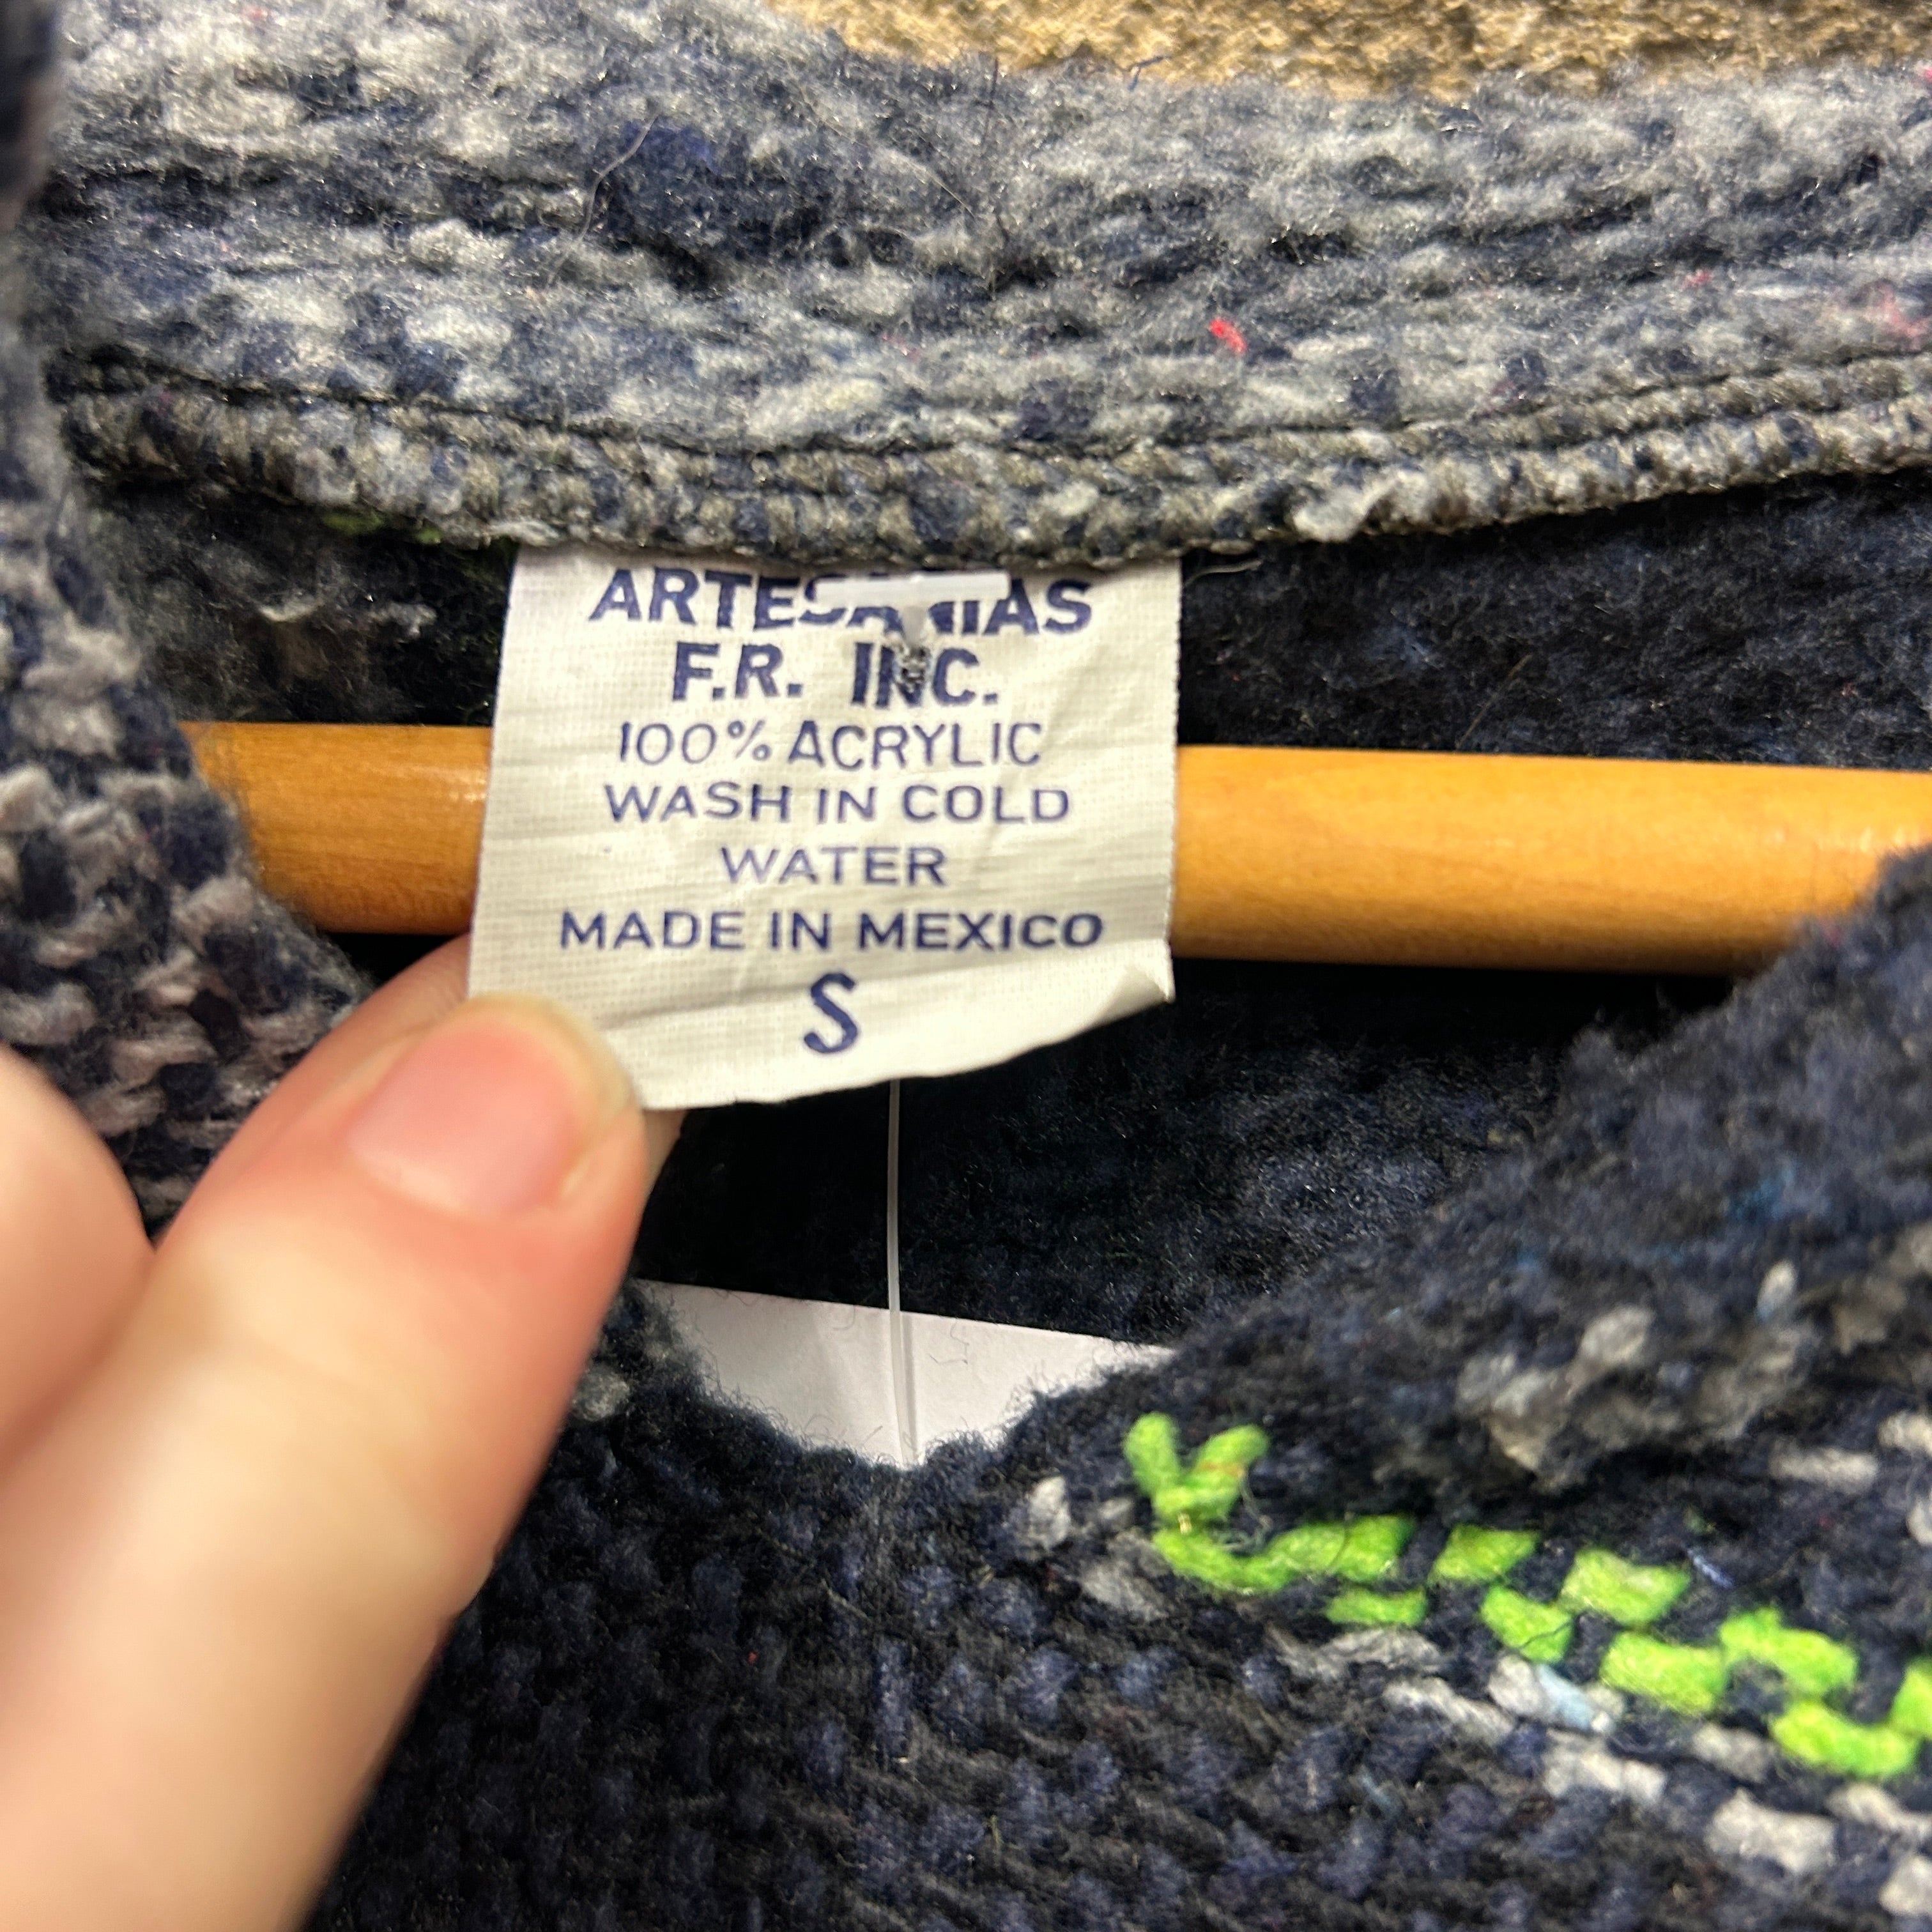 ARTESANIAS
F.R. INC.
100% ACRYLIC
WASH IN COLD
WATER
MADE IN MEXICO
S